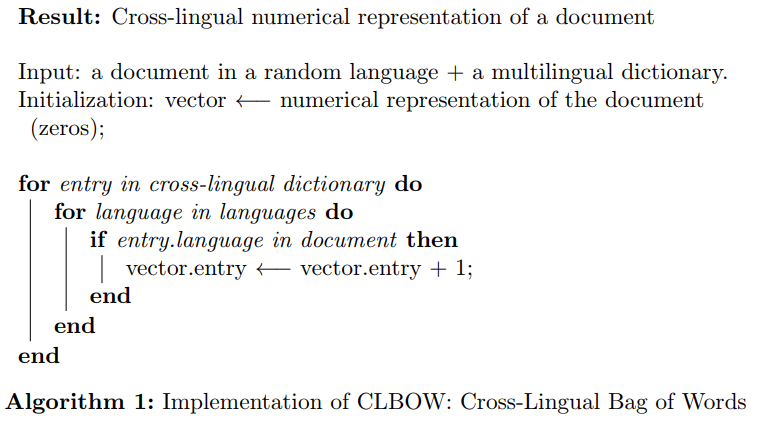 Result: Cross-lingual numerical representation of a document
Input: a document in a random language + a multilingual dictionary.
Initialization: vector ⟵ numerical representation of the document
(zeros);
for entry in cross-lingual dictionary do
for language in languages do
if entry.language in document then
vector.entry ⟵ vector.entry + 1;
end
end
end
Algorithm 1: Implementation of CLBOW: Cross-Lingual Bag of Words